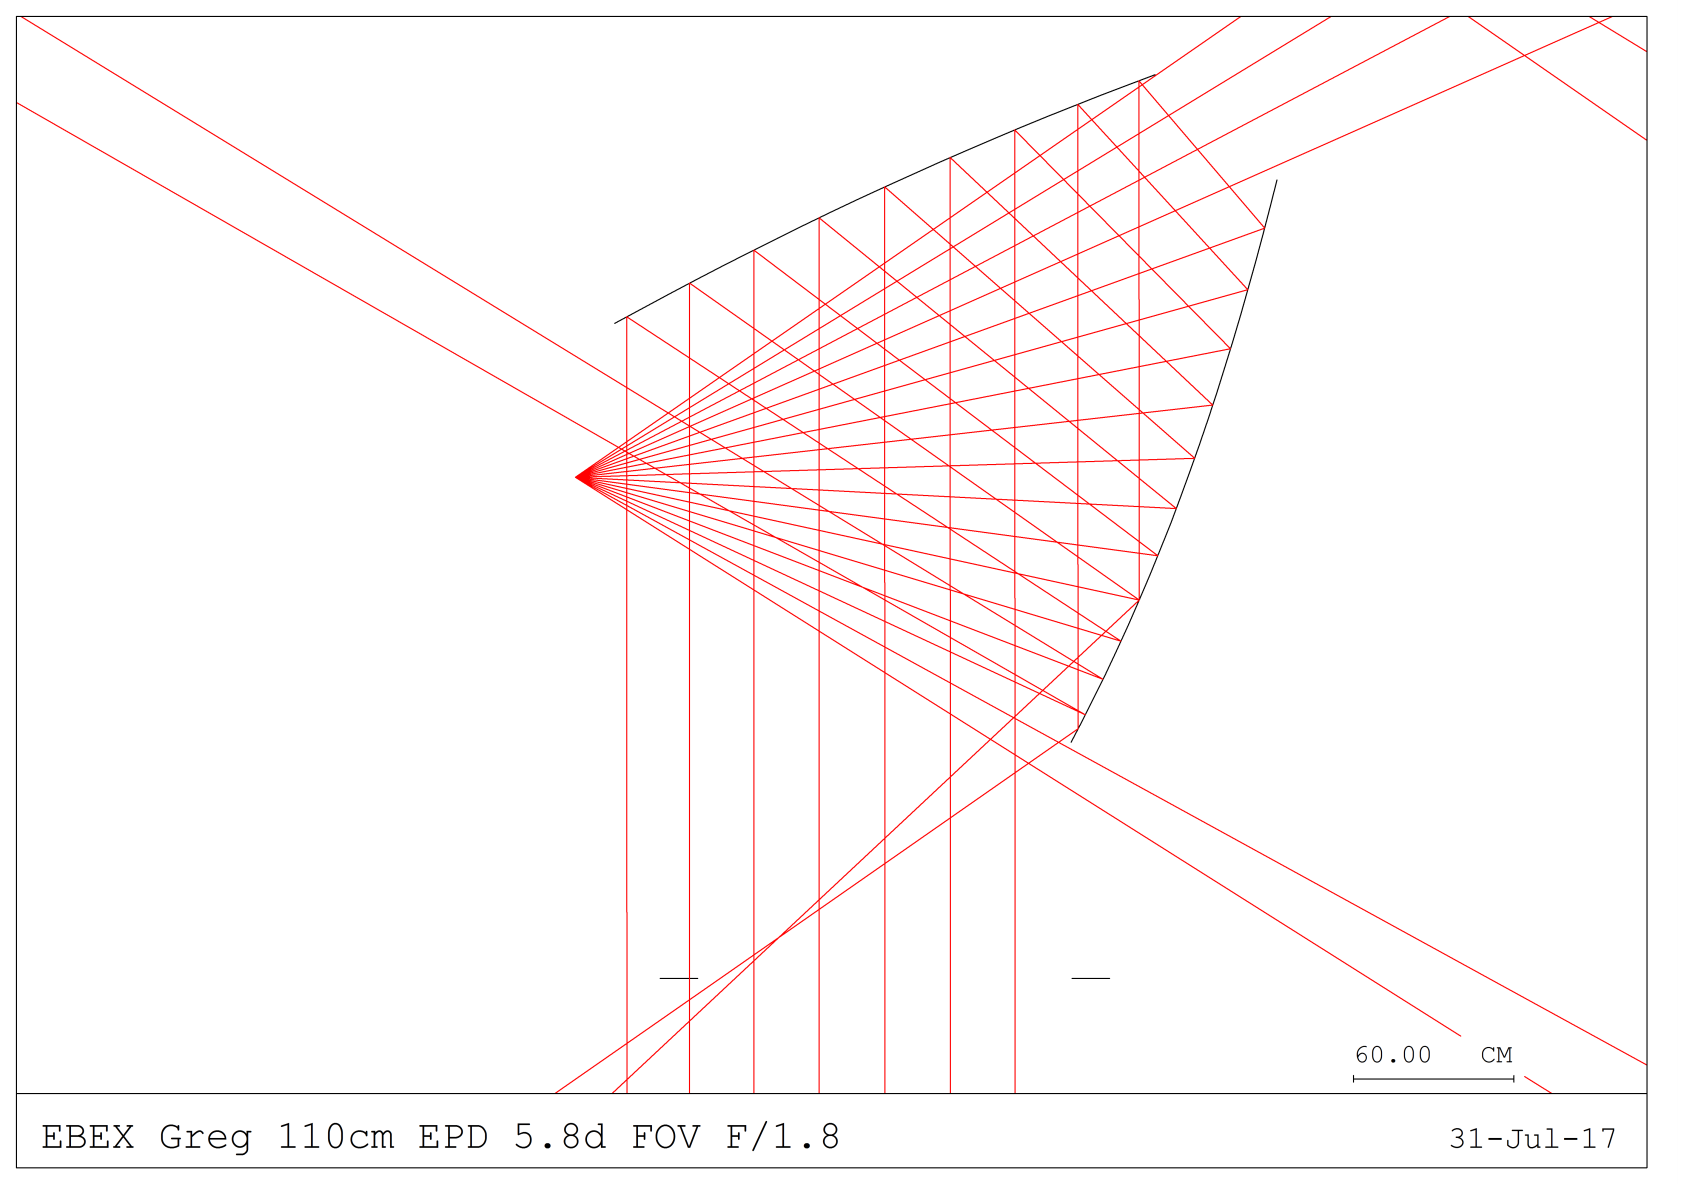 60.00 CM
EBEX Greg 110cm EPD 5.8d FOV F/1.8
31-Jul-17